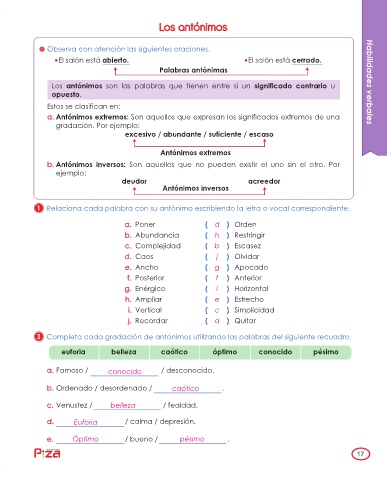 Los antónimos
Observa con atención las siguientes oraciones.
•El salón está abierto. •El salón está cerrado.
Palabras antónimas
Los antónimos son las palabras que tienen entre sí un significado contrario u
opuesto.
Estos se clasifican en:
a. Antónimos extremos: Son aquellos que expresan los significados extremos de una
gradación. Por ejemplo:
excesivo / abundante / suficiente / escaso
Antónimos extremos
b. Antónimos inversos: Son aquellos que no pueden existir el uno sin el otro. Por
ejemplo:
deudor acreedor
Antónimos inversos
1 Relaciona cada palabra con su antónimo escribiendo la letra o vocal correspondiente.
a. Poner ( d ) Orden
b. Abundancia ( h ) Restringir
c. Complejidad ( b ) Escasez
d. Caos ( j ) Olvidar
e. Ancho ( g ) Apocado
f. Posterior ( f ) Anterior
g. Enérgico ( i ) Horizontal
h. Ampliar ( e ) Estrecho
i. Vertical ( c ) Simplicidad
j. Recordar ( a ) Quitar
3 Completa cada gradación de antónimos utilizando las palabras del siguiente recuadro.
euforia belleza caótico óptimo conocido pésimo
a. Famoso / conocido / desconocido.
b. Ordenado / desordenado / caótico .
c. Venustez / belleza / fealdad.
d. Euforia / calma / depresión.
e. Óptimo / bueno / pésimo .
Habilidades verbales
Piza
17